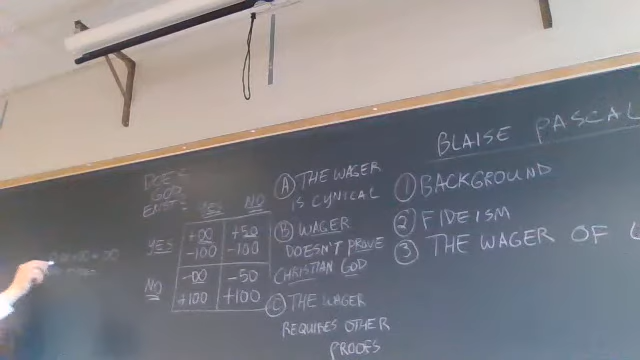 BLAISE PASCAL
① BACKGROUND
② FIDEISM
③ THE WAGER OF
Ⓐ THE WAGER
IS CYNICAL
Ⓑ WAGER
DOESN'T PROVE
CHRISTIAN GOD
Ⓒ THE WAGER
REQUIRES OTHER
PROOFS
DOES
GOD
EXIST?
YES NO
YES +∞ +50
-100 -100
NO -∞ -50
+100 +100